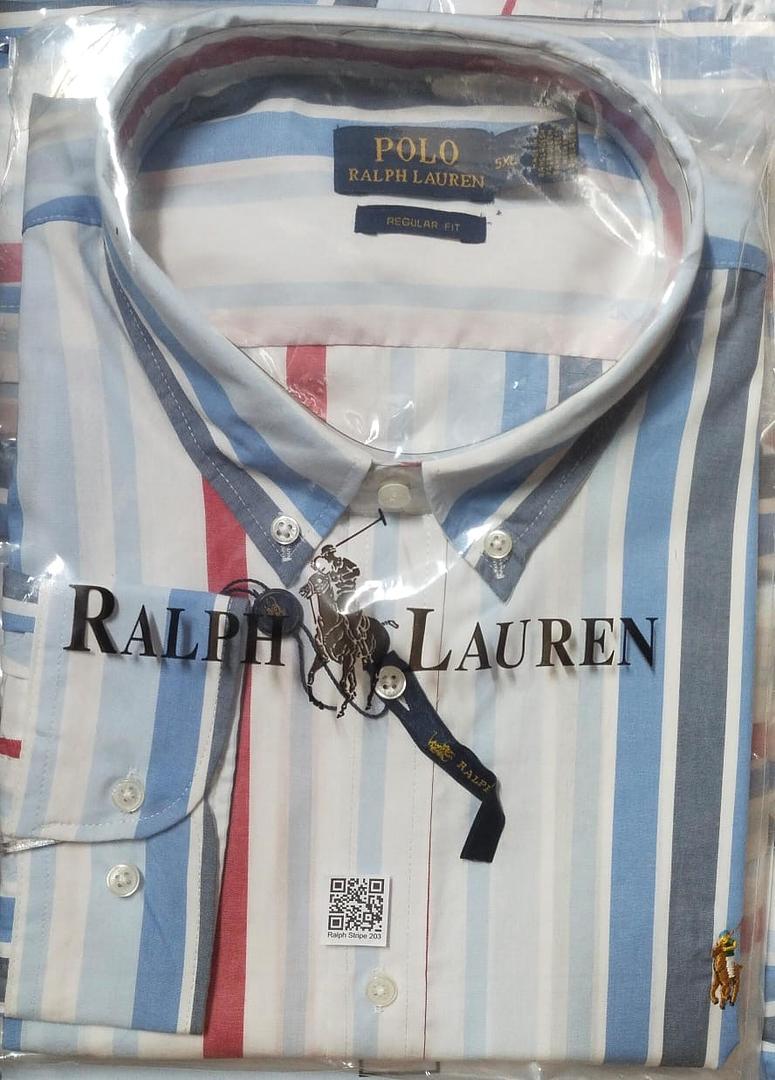 POLO
RALPH LAUREN
5XL
REGULAR FIT
RALPH LAUREN
RALPH
Ralph Stripe 203